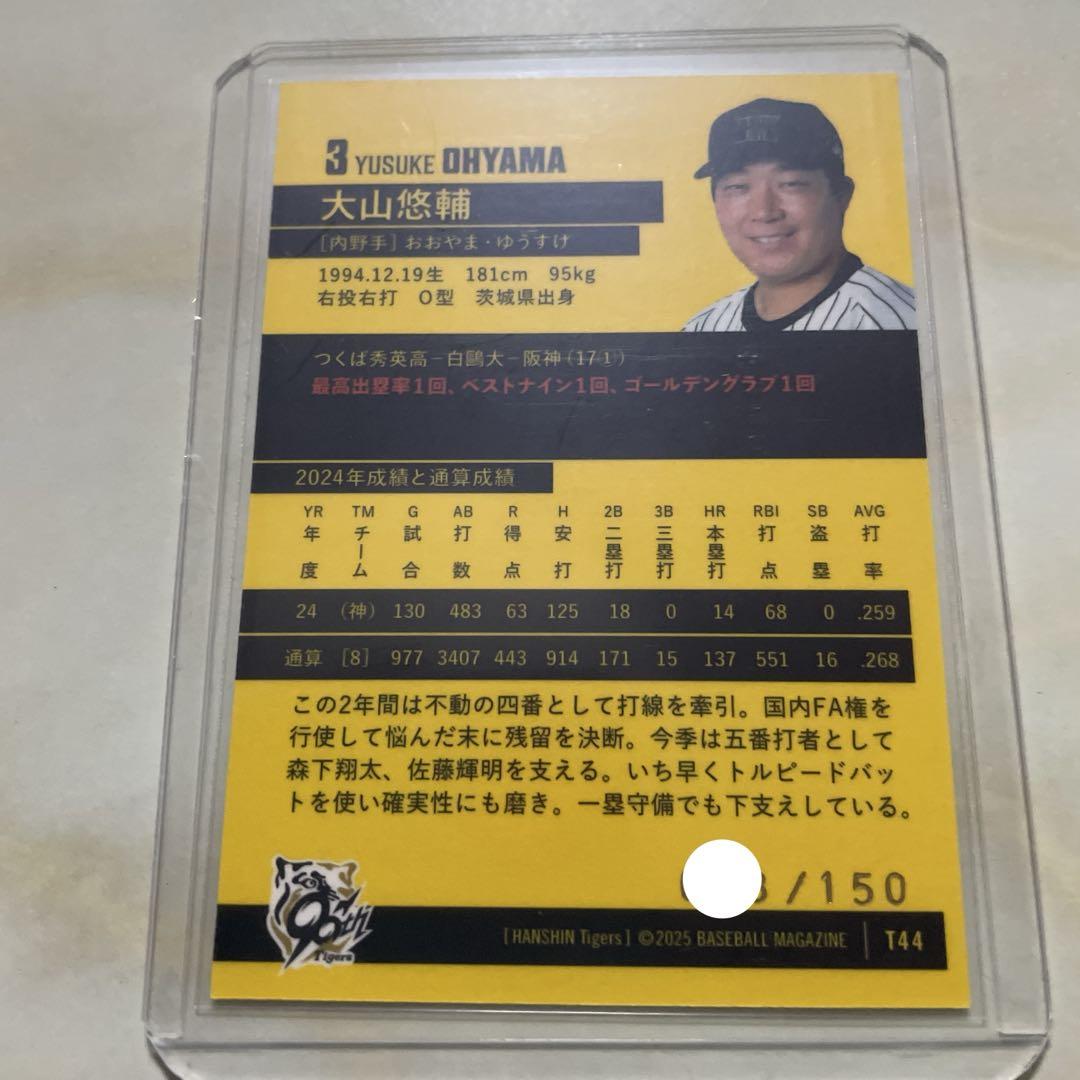 3 YUSUKE OHYAMA
大山悠輔
[内野手] おおやま・ゆうすけ
1994.12.19生 181cm 95kg
右投右打 O型 茨城県出身
つくば秀英高－白鷗大－阪神(17①)
最高出塁率1回、ベストナイン1回、ゴールデングラブ1回
2024年成績と通算成績
YR TM G AB R H 2B 3B HR RBI SB AVG
年度 チーム 試合 打数 得点 安打 二塁打 三塁打 本塁打 打点 盗塁 打率
24 (神) 130 483 63 125 18 0 14 68 0 .259
通算 [8] 977 3407 443 914 171 15 137 551 16 .268
この2年間は不動の四番として打線を牽引。国内FA権を
行使して悩んだ末に残留を決断。今季は五番打者として
森下翔太、佐藤輝明を支える。いち早くトルピードバッ
トを使い確実性にも磨き。一塁守備でも下支えしている。
/150
90th
Tigers
[HANSHIN Tigers] ©2025 BASEBALL MAGAZINE T44